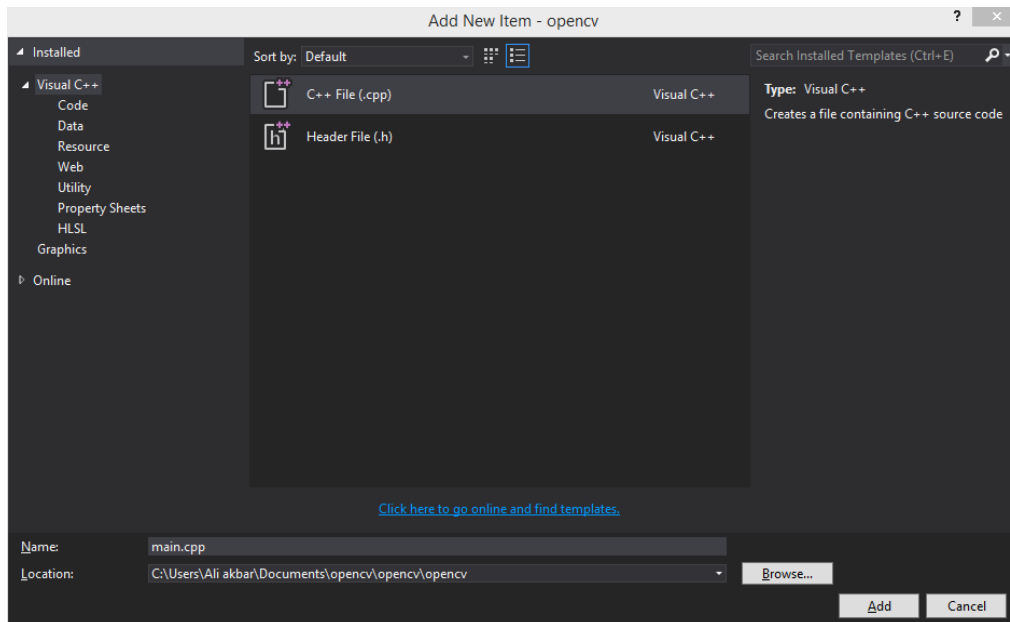 Add New Item - opencv
?
Installed
Sort by: Default
Search Installed Templates (Ctrl+E)
Visual C++
Code
Data
Resource
Web
Utility
Property Sheets
HLSL
Graphics
Online
++
C++ File (.cpp) Visual C++
++
h
Header File (.h) Visual C++
Type: Visual C++
Creates a file containing C++ source code
Click here to go online and find templates.
Name: main.cpp
Location: C:\Users\Ali akbar\Documents\opencv\opencv\opencv
Browse...
Add Cancel